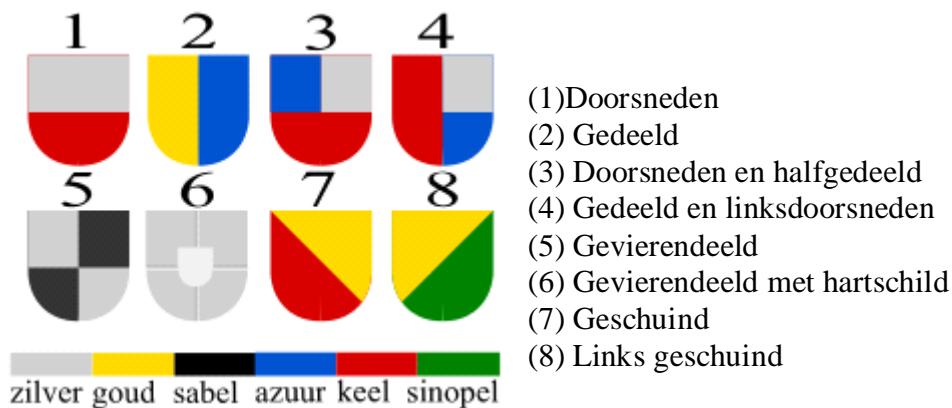 1 2 3 4
5 6 7 8
zilver goud sabel azuur keel sinopel
(1)Doorsneden
(2) Gedeeld
(3) Doorsneden en halfgedeeld
(4) Gedeeld en linksdoorsneden
(5) Gevierendeeld
(6) Gevierendeeld met hartschild
(7) Geschuind
(8) Links geschuind